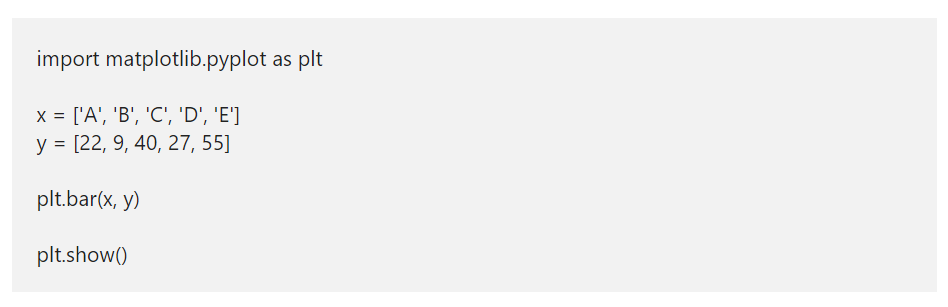 import matplotlib.pyplot as plt
x = ['A', 'B', 'C', 'D', 'E']
y = [22, 9, 40, 27, 55]
plt.bar(x, y)
plt.show()